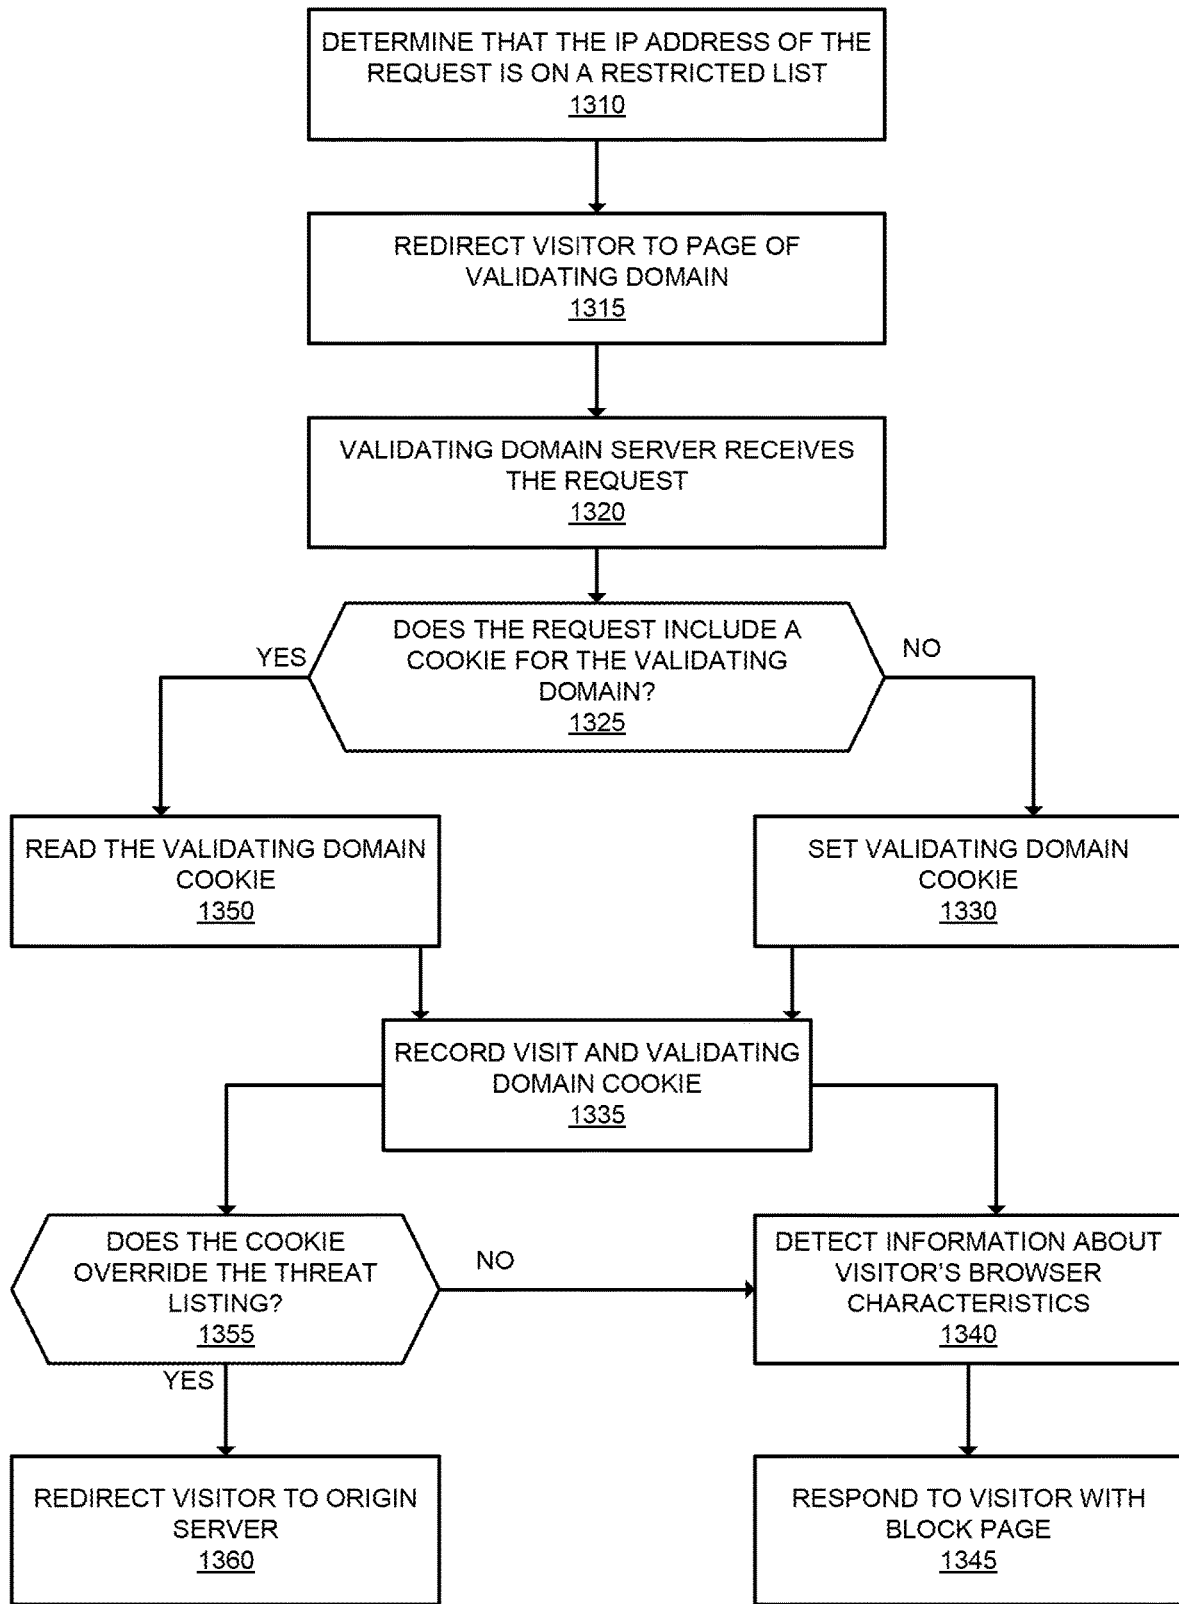 DETERMINE THAT THE IP ADDRESS OF THE
REQUEST IS ON A RESTRICTED LIST
1310
REDIRECT VISITOR TO PAGE OF
VALIDATING DOMAIN
1315
VALIDATING DOMAIN SERVER RECEIVES
THE REQUEST
1320
DOES THE REQUEST INCLUDE A
COOKIE FOR THE VALIDATING
DOMAIN?
1325
YES
NO
READ THE VALIDATING DOMAIN
COOKIE
1350
SET VALIDATING DOMAIN
COOKIE
1330
RECORD VISIT AND VALIDATING
DOMAIN COOKIE
1335
DOES THE COOKIE
OVERRIDE THE THREAT
LISTING?
1355
NO
YES
DETECT INFORMATION ABOUT
VISITOR'S BROWSER
CHARACTERISTICS
1340
REDIRECT VISITOR TO ORIGIN
SERVER
1360
RESPOND TO VISITOR WITH
BLOCK PAGE
1345